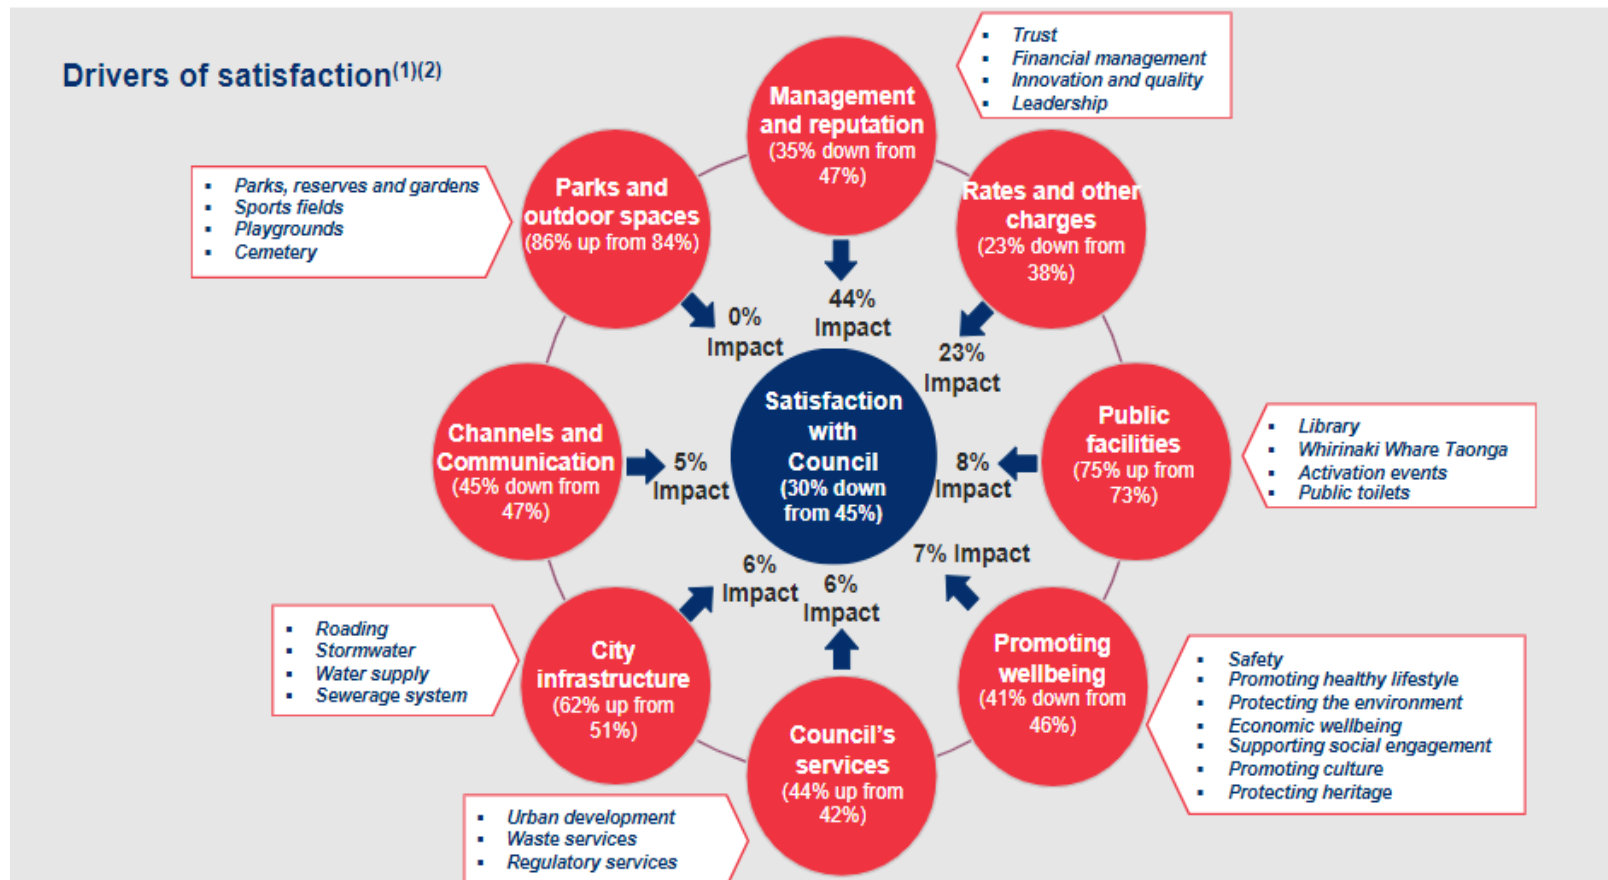 Drivers of satisfaction(1)(2)
Management
and reputation
(35% down from
47%)
▪ Trust
▪ Financial management
▪ Innovation and quality
▪ Leadership
44%
Impact
Rates and other
charges
(23% down from
38%)
23%
Impact
Public
facilities
(75% up from
73%)
▪ Library
▪ Whirinaki Whare Taonga
▪ Activation events
▪ Public toilets
8%
Impact
Promoting
wellbeing
(41% down from
46%)
▪ Safety
▪ Promoting healthy lifestyle
▪ Protecting the environment
▪ Economic wellbeing
▪ Supporting social engagement
▪ Promoting culture
▪ Protecting heritage
7% Impact
Council's
services
(44% up from
42%)
▪ Urban development
▪ Waste services
▪ Regulatory services
6%
Impact
City
infrastructure
(62% up from
51%)
▪ Roading
▪ Stormwater
▪ Water supply
▪ Sewerage system
6%
Impact
Channels and
Communication
(45% down from
47%)
5%
Impact
Parks and
outdoor spaces
(86% up from 84%)
▪ Parks, reserves and gardens
▪ Sports fields
▪ Playgrounds
▪ Cemetery
0%
Impact
Satisfaction
with
Council
(30% down
from 45%)